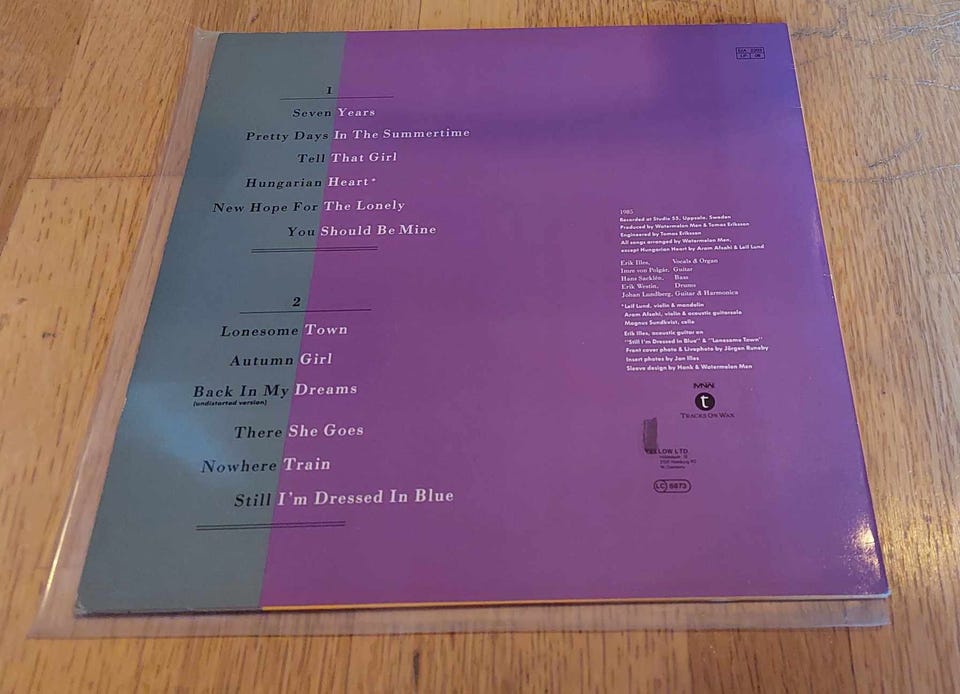 1
Seven Years
Pretty Days In The Summertime
Tell That Girl
Hungarian Heart*
New Hope For The Lonely
You Should Be Mine
2
Lonesome Town
Autumn Girl
Back In My Dreams
(undistorted version)
There She Goes
Nowhere Train
Still I'm Dressed In Blue
1985
Recorded at Studio 55, Uppsala, Sweden
Produced by Watermelon Men & Tomas Eriksson
Engineered by Tomas Eriksson
All songs arranged by Watermelon Men,
except Hungarian Heart by Aram Afsahi & Leif Lund
Erik Illes, Vocals & Organ
Imre von Polgár, Guitar
Hans Sacklén, Bass
Erik Westin, Drums
Johan Lundberg, Guitar & Harmonica
*Leif Lund, violin & mandolin
Aram Afsahi, violin & acoustic guitarsolo
Magnus Sundkvist, cello
Erik Illes, acoustic guitar on
"Still I'm Dressed in Blue" & "Lonesome Town"
Front cover photo & Livephoto by Jörgen Runeby
Insert photos by Jan Illes
Sleeve design by Hank & Watermelon Men
MNW
t
TRACKS ON WAX
LOW LTD
LC 8873